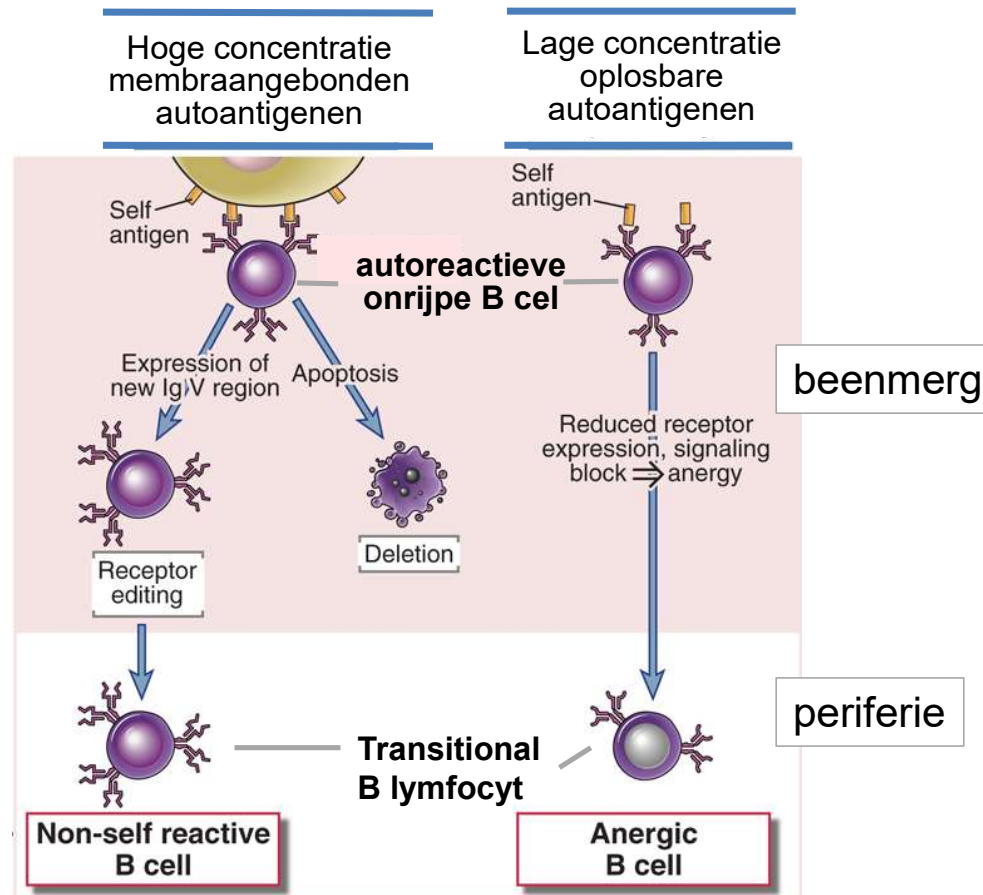 Hoge concentratie
membraangebonden
autoantigenen
Lage concentratie
oplosbare
autoantigenen
Self
antigen
Self
antigen
autoreactieve
onrijpe B cel
beenmerg
Expression of
new Ig V region
Apoptosis
Reduced receptor
expression, signaling
block ⇒ anergy
Deletion
Receptor
editing
periferie
Transitional
B lymfocyt
Non-self reactive
B cell
Anergic
B cell